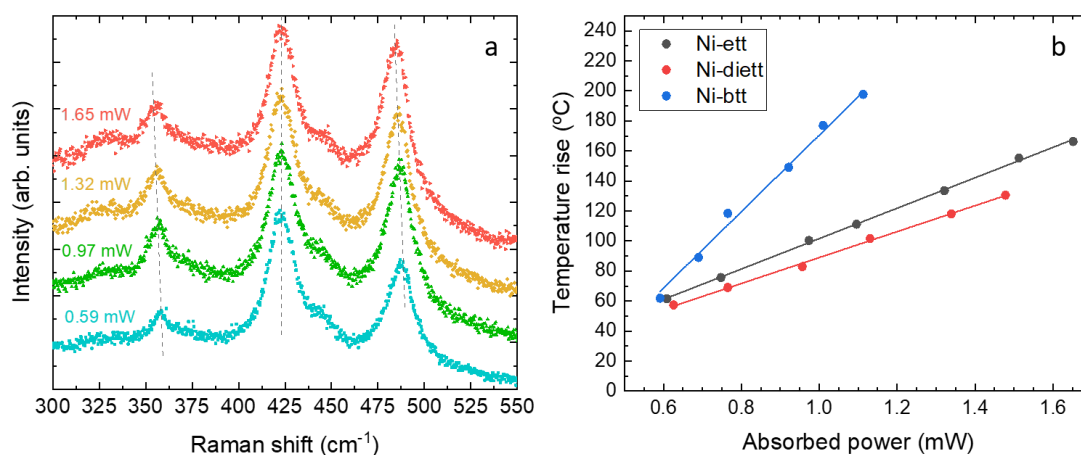 a
1.65 mW
1.32 mW
0.97 mW
0.59 mW
Intensity (arb. units)
300 325 350 375 400 425 450 475 500 525 550
Raman shift (cm⁻¹)
b
Ni-ett
Ni-diett
Ni-btt
240
220
200
180
160
140
120
100
80
60
40
20
0
Temperature rise (ºC)
0.6 0.8 1.0 1.2 1.4 1.6
Absorbed power (mW)